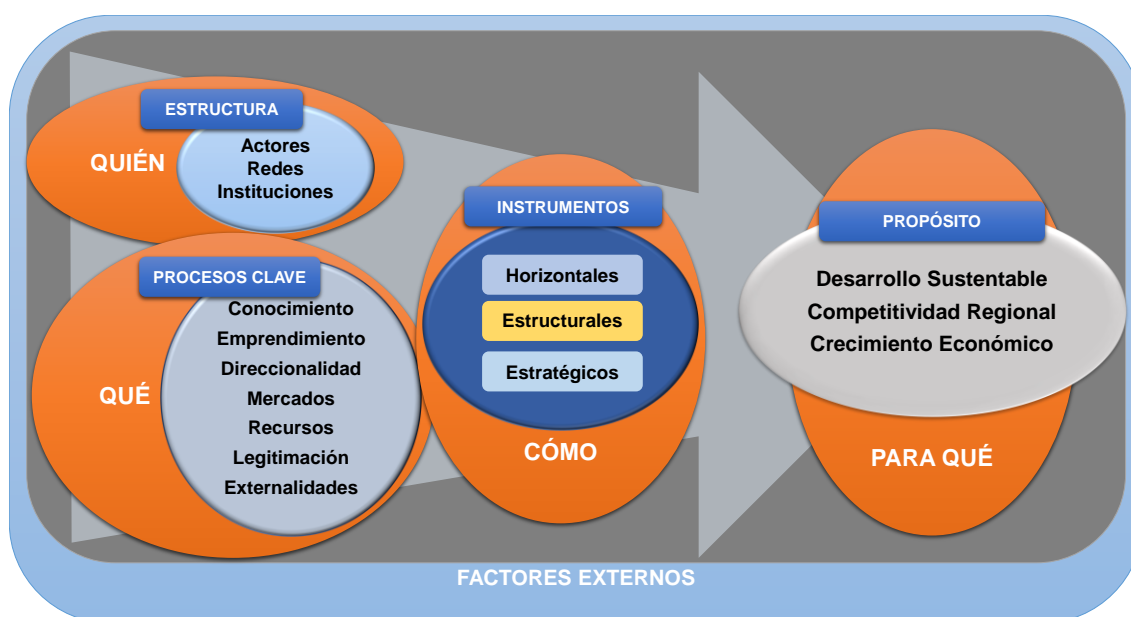 ESTRUCTURA
QUIÉN
Actores
Redes
Instituciones
PROCESOS CLAVE
QUÉ
Conocimiento
Emprendimiento
Direccionalidad
Mercados
Recursos
Legitimación
Externalidades
INSTRUMENTOS
Horizontales
Estructurales
Estratégicos
CÓMO
PROPÓSITO
Desarrollo Sustentable
Competitividad Regional
Crecimiento Económico
PARA QUÉ
FACTORES EXTERNOS